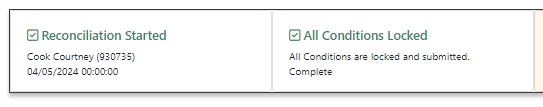 Reconciliation Started
Cook Courtney (930735)
04/05/2024 00:00:00
All Conditions Locked
All Conditions are locked and submitted.
Complete